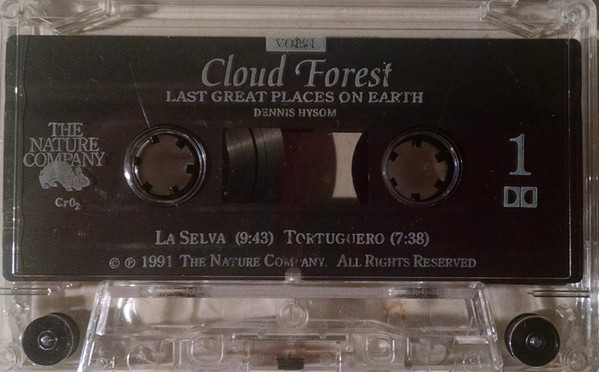 VOL. 1
Cloud Forest
LAST GREAT PLACES ON EARTH
DENNIS HYSOM
THE
NATURE
COMPANY
CrO2
1
LA SELVA (9:43) TORTUGUERO (7:38)
© ℗ 1991 THE NATURE COMPANY. ALL RIGHTS RESERVED